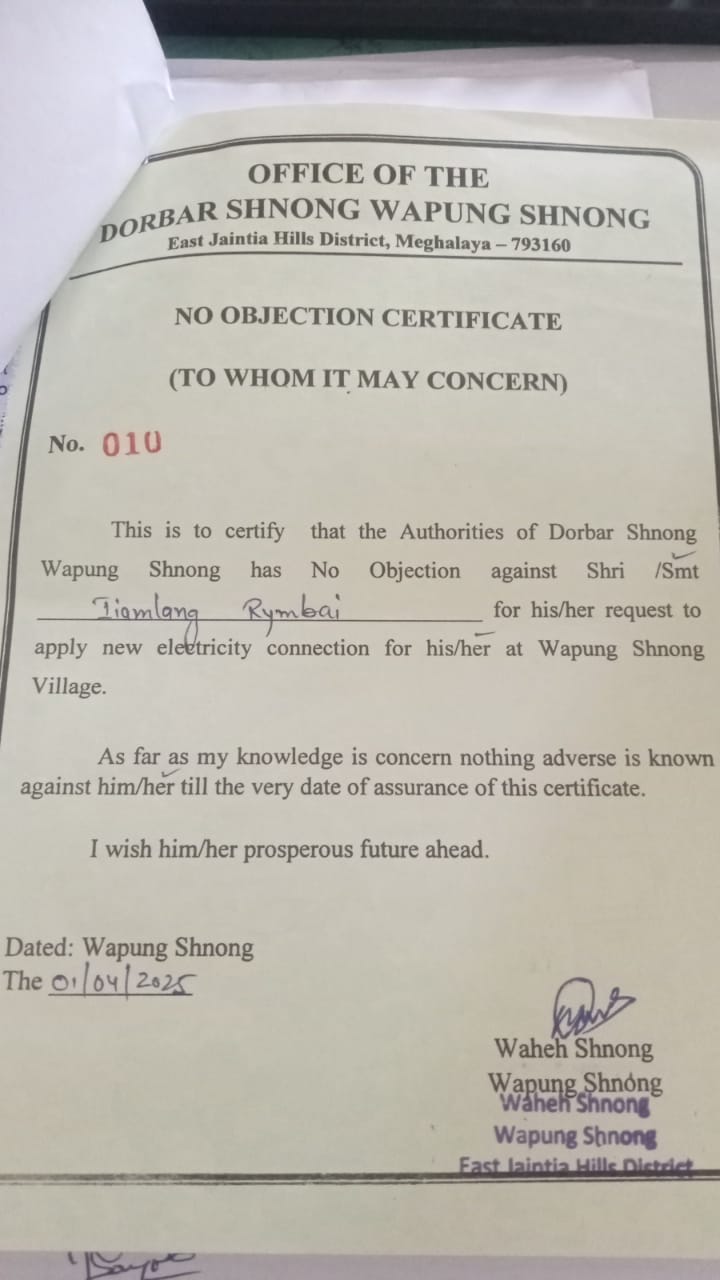 OFFICE OF THE
DORBAR SHNONG WAPUNG SHNONG
East Jaintia Hills District, Meghalaya – 793160
NO OBJECTION CERTIFICATE
(TO WHOM IT MAY CONCERN)
No. 010
This is to certify that the Authorities of Dorbar Shnong
Wapung Shnong has No Objection against Shri /Smt
Iiamlang Rymbai for his/her request to
apply new electricity connection for his/her at Wapung Shnong
Village.
As far as my knowledge is concern nothing adverse is known
against him/her till the very date of assurance of this certificate.
I wish him/her prosperous future ahead.
Dated: Wapung Shnong
The 01/04/2025
Waheh Shnong
Wapung Shnong
Waheh Shnong
Wapung Shnong
East Jaintia Hills District